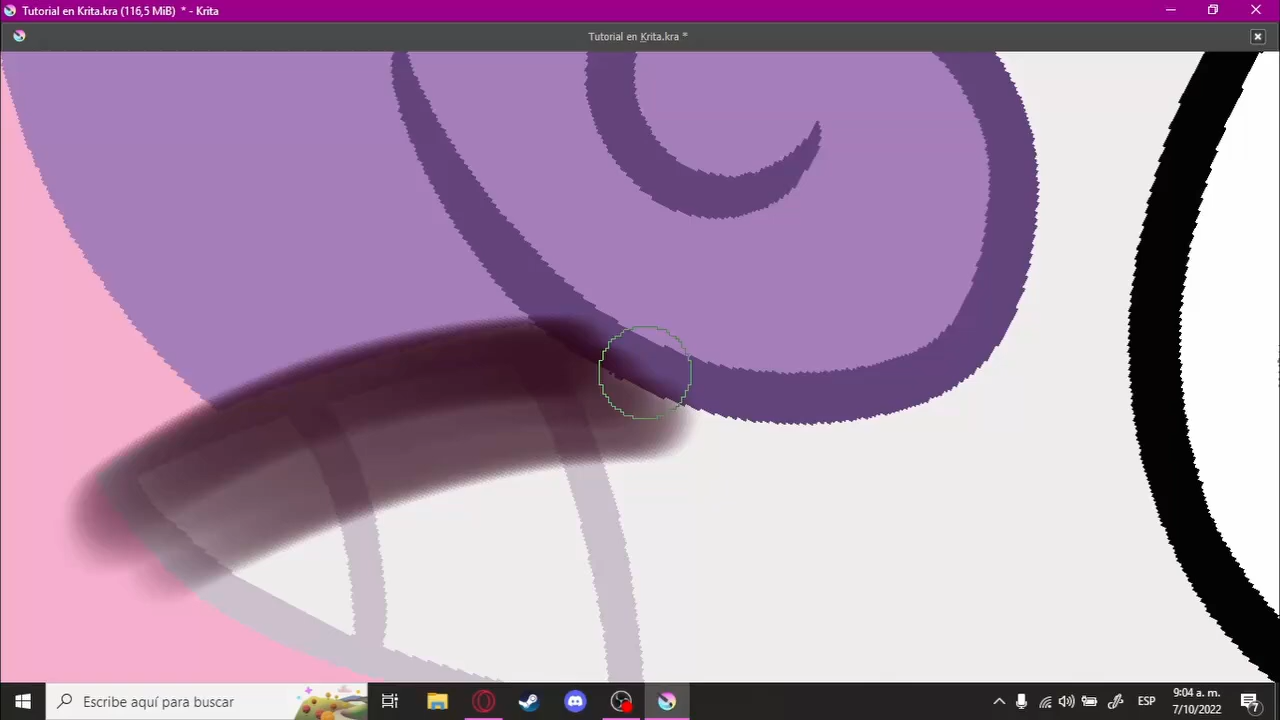 Tutorial en Krita.kra (116,5 MiB) * - Krita
Tutorial en Krita.kra *
Escribe aquí para buscar
ESP
9:04 a. m.
7/10/2022
7